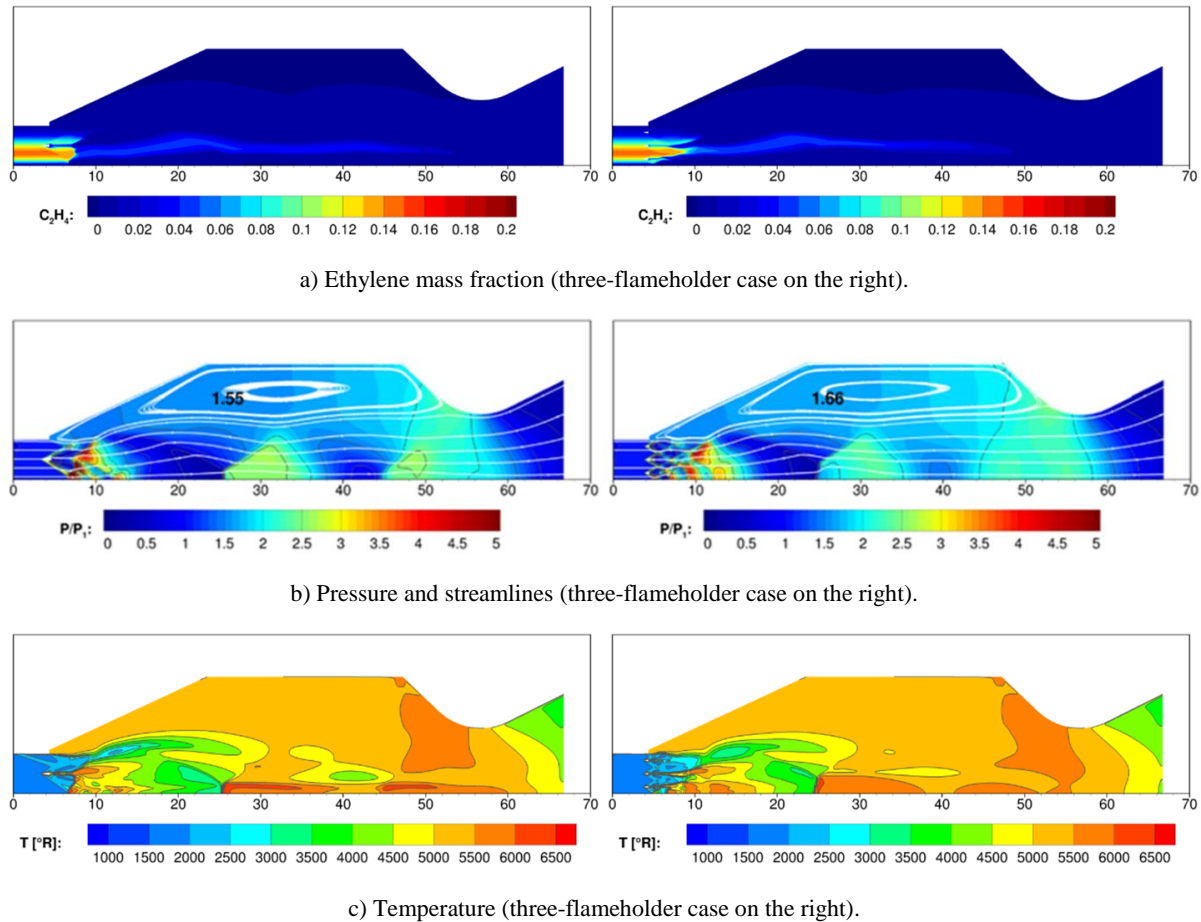 0 10 20 30 40 50 60 70 0 10 20 30 40 50 60 70
C₂H₄: 0 0.02 0.04 0.06 0.08 0.1 0.12 0.14 0.16 0.18 0.2 C₂H₄: 0 0.02 0.04 0.06 0.08 0.1 0.12 0.14 0.16 0.18 0.2
a) Ethylene mass fraction (three-flameholder case on the right).
1.55 1.66
0 10 20 30 40 50 60 70 0 10 20 30 40 50 60 70
P/P₁: 0 0.5 1 1.5 2 2.5 3 3.5 4 4.5 5 P/P₁: 0 0.5 1 1.5 2 2.5 3 3.5 4 4.5 5
b) Pressure and streamlines (three-flameholder case on the right).
0 10 20 30 40 50 60 70 0 10 20 30 40 50 60 70
T [°R]: 1000 1500 2000 2500 3000 3500 4000 4500 5000 5500 6000 6500 T [°R]: 1000 1500 2000 2500 3000 3500 4000 4500 5000 5500 6000 6500
c) Temperature (three-flameholder case on the right).